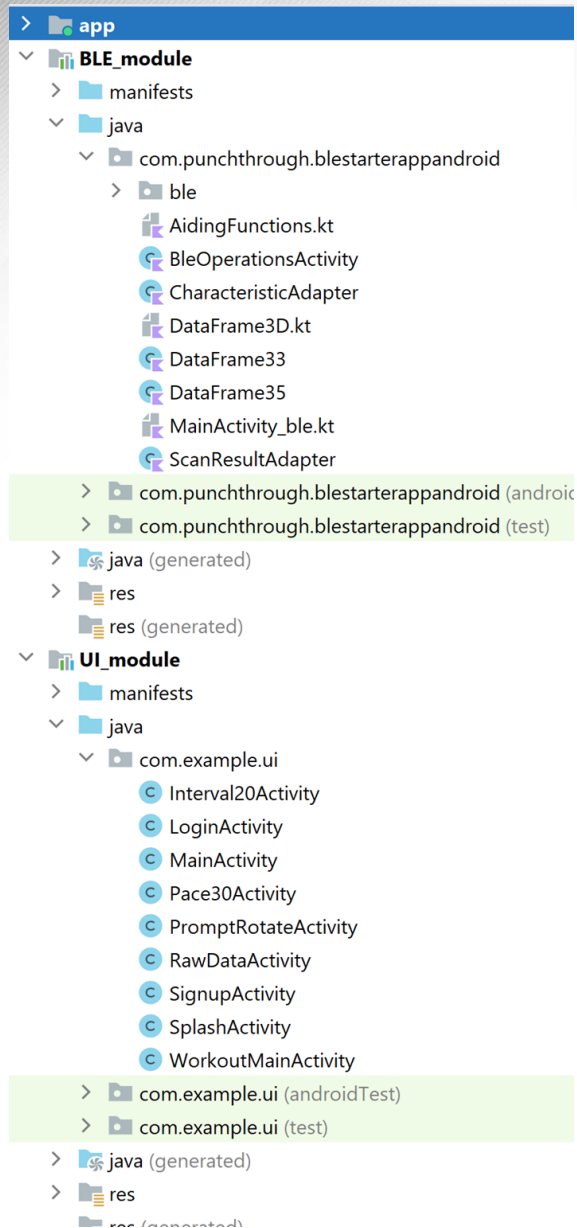 app
BLE_module
manifests
java
com.punchthrough.blestarterappandroid
ble
AidingFunctions.kt
BleOperationsActivity
CharacteristicAdapter
DataFrame3D.kt
DataFrame33
DataFrame35
MainActivity_ble.kt
ScanResultAdapter
com.punchthrough.blestarterappandroid (androic
com.punchthrough.blestarterappandroid (test)
java (generated)
res
res (generated)
UI_module
manifests
java
com.example.ui
Interval20Activity
LoginActivity
MainActivity
Pace30Activity
PromptRotateActivity
RawDataActivity
SignupActivity
SplashActivity
WorkoutMainActivity
com.example.ui (androidTest)
com.example.ui (test)
java (generated)
res
res (generated)